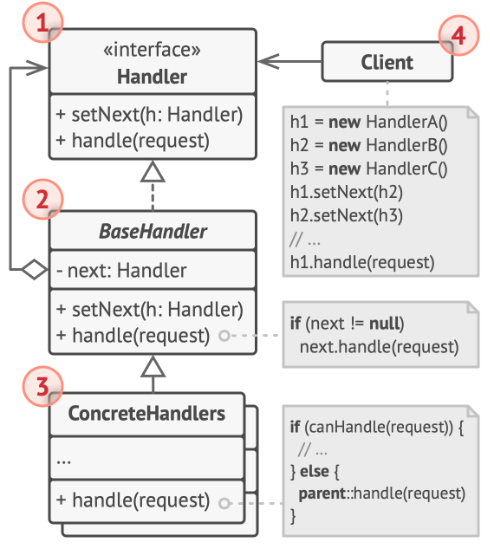 1
«interface»
Handler
+ setNext(h: Handler)
+ handle(request)
2
BaseHandler
- next: Handler
+ setNext(h: Handler)
+ handle(request)
3
ConcreteHandlers
...
+ handle(request)
4
Client
h1 = new HandlerA()
h2 = new HandlerB()
h3 = new HandlerC()
h1.setNext(h2)
h2.setNext(h3)
// ...
h1.handle(request)
if (next != null)
next.handle(request)
if (canHandle(request)) {
// ...
} else {
parent::handle(request)
}